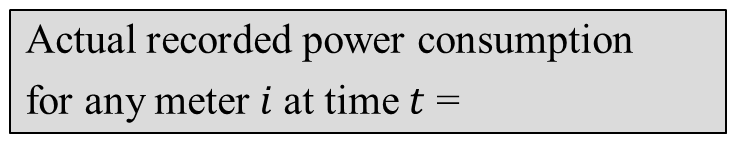 Actual recorded power consumption
for any meter i at time t =